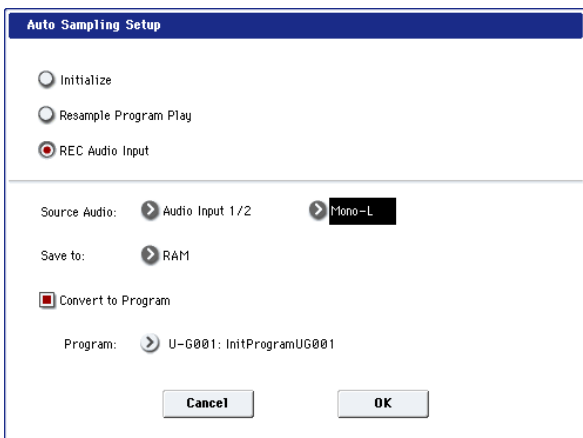 Auto Sampling Setup
Initialize
Resample Program Play
REC Audio Input
Source Audio: Audio Input 1/2 Mono-L
Save to: RAM
Convert to Program
Program: U-G001: InitProgramUG001
Cancel OK